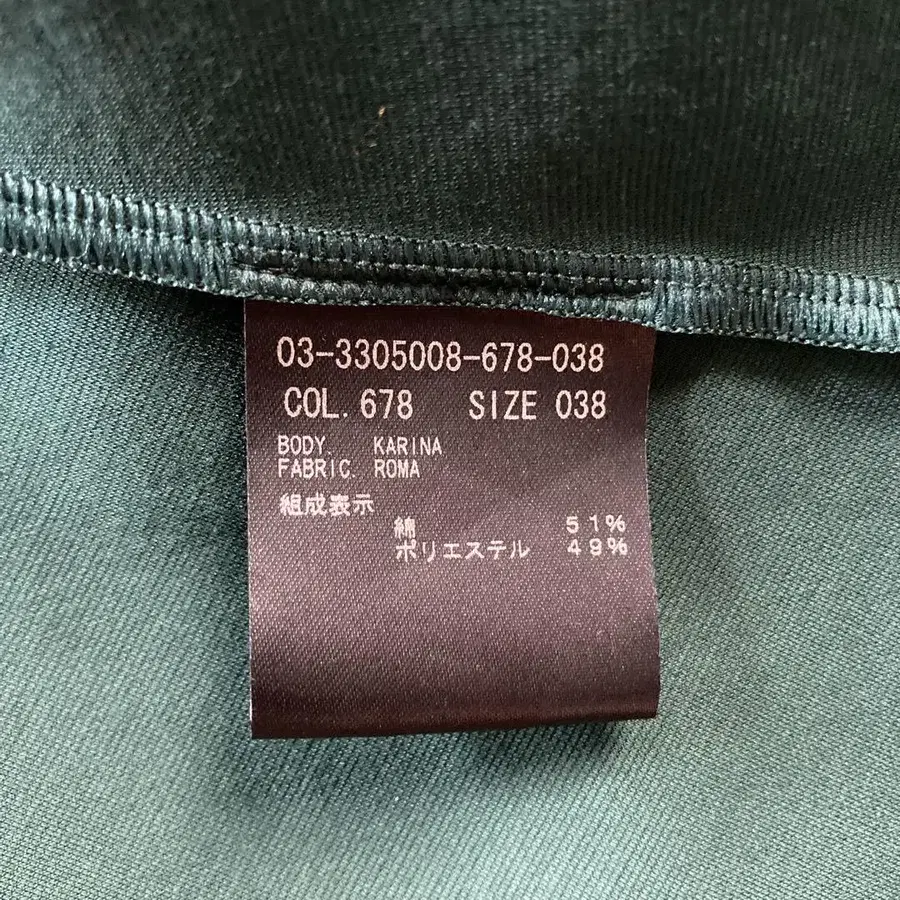 03-3305008-678-038
COL. 678 SIZE 038
BODY. KARINA
FABRIC. ROMA
組成表示
綿 51%
ポリエステル 49%